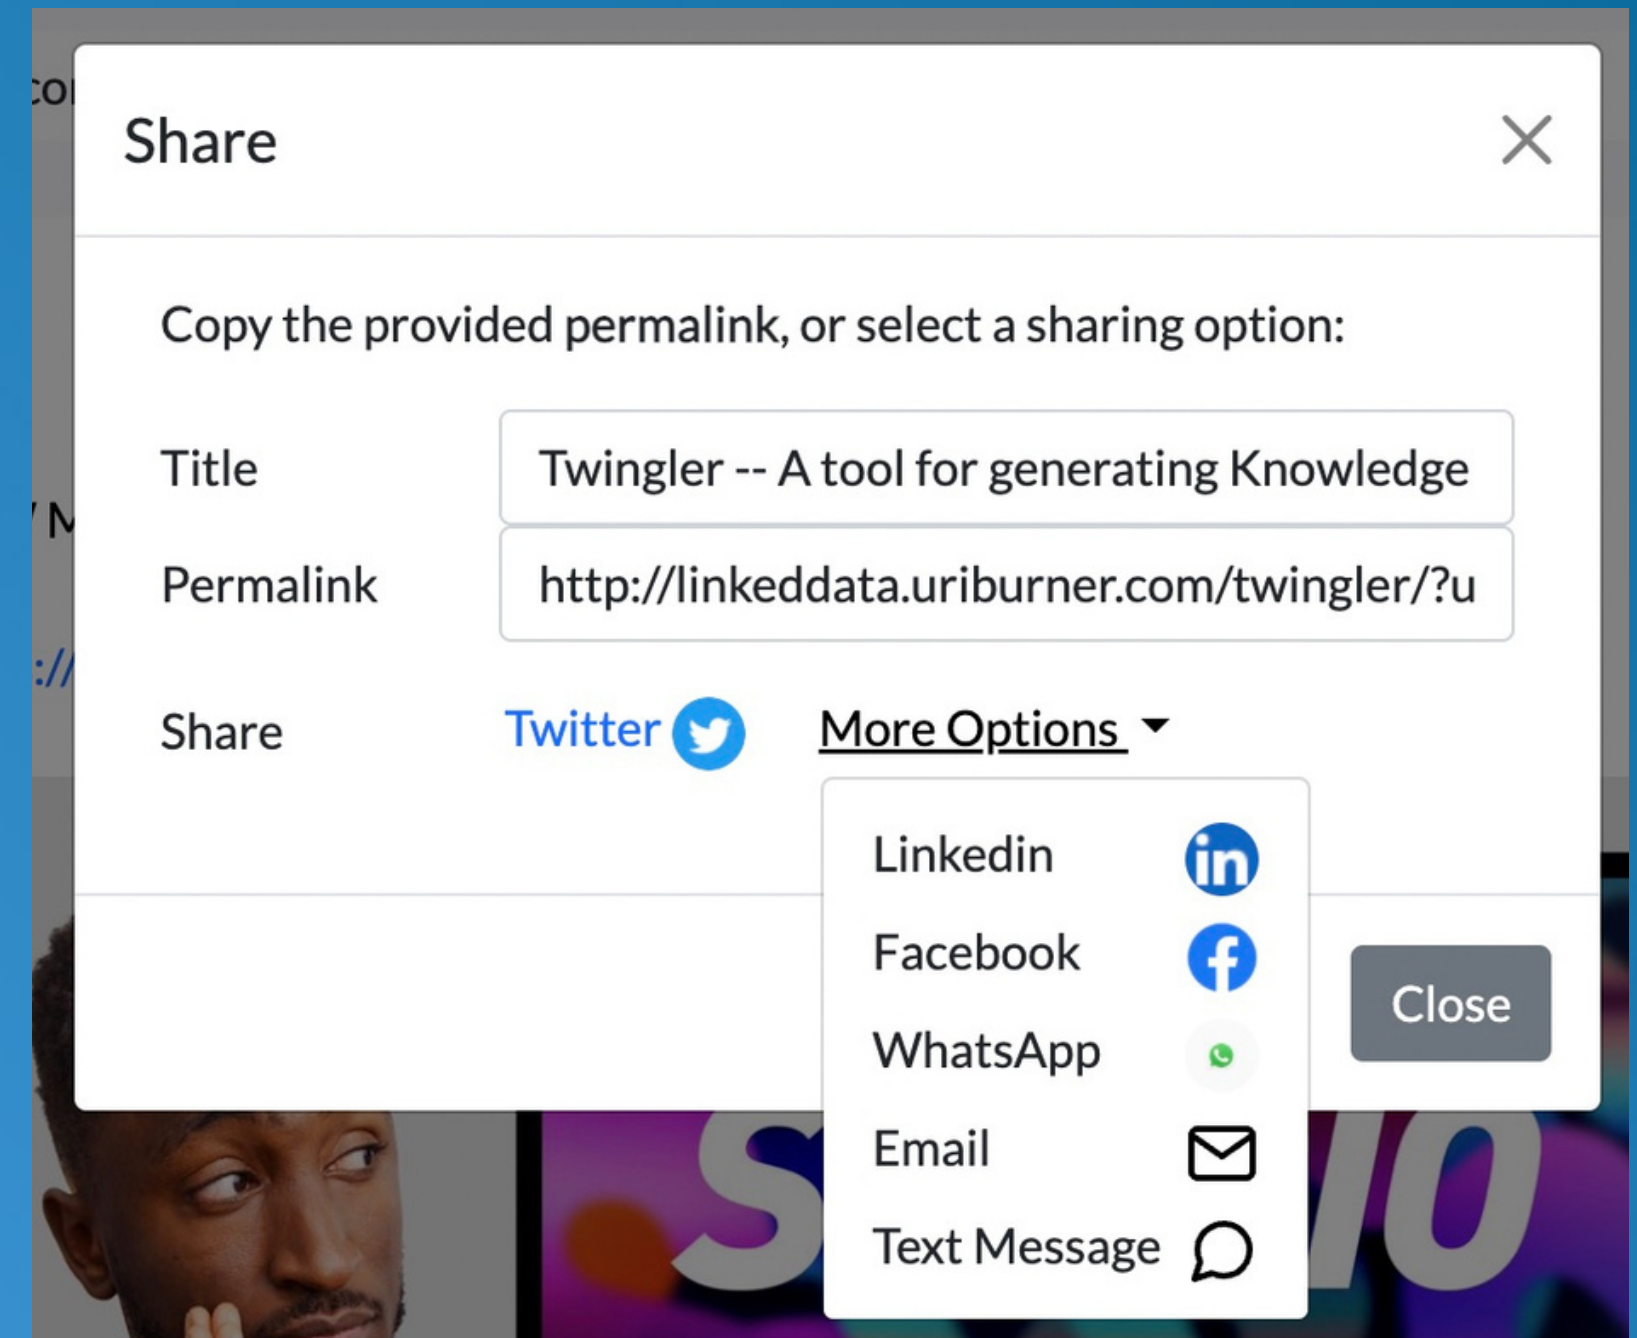 Share
Copy the provided permalink, or select a sharing option:
Title Twingler -- A tool for generating Knowledge
Permalink http://linkeddata.uriburner.com/twingler/?u
Share Twitter More Options
Linkedin
Facebook
WhatsApp
Email
Text Message
Close
://